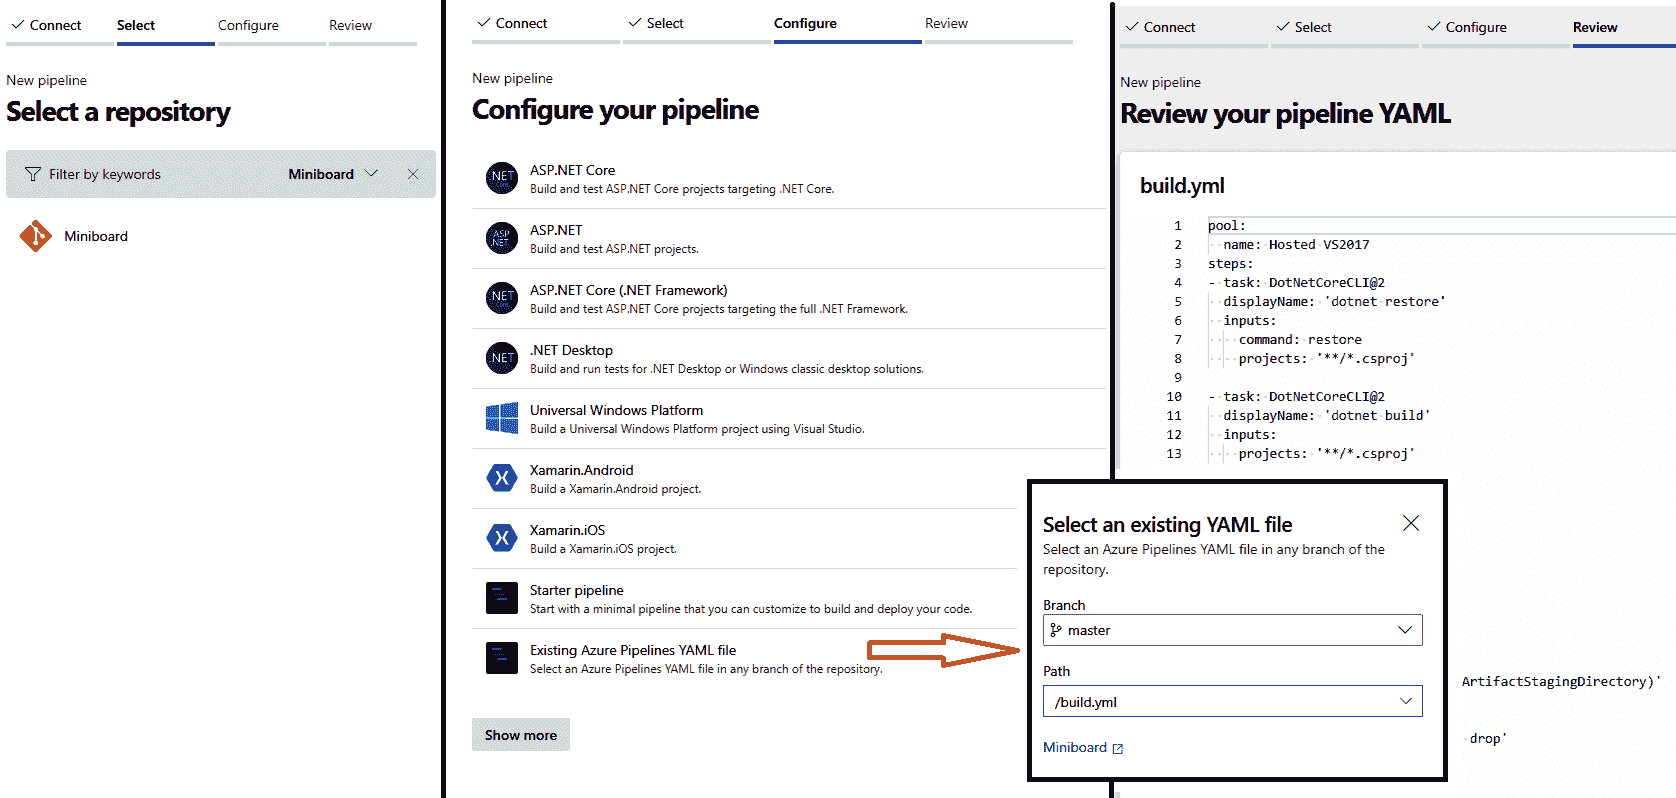 Connect
Select
Configure
Review
New pipeline
Select a repository
Filter by keywords
Miniboard
Miniboard
Connect
Select
Configure
Review
New pipeline
Configure your pipeline
.NET Core
ASP.NET Core
Build and test ASP.NET Core projects targeting .NET Core.
ASP .NET
ASP.NET
Build and test ASP.NET projects.
.NET Core
ASP.NET Core (.NET Framework)
Build and test ASP.NET Core projects targeting the full .NET Framework.
.NET
.NET Desktop
Build and run tests for .NET Desktop or Windows classic desktop solutions.
Universal Windows Platform
Build a Universal Windows Platform project using Visual Studio.
Xamarin.Android
Build a Xamarin.Android project.
Xamarin.iOS
Build a Xamarin.iOS project.
Starter pipeline
Start with a minimal pipeline that you can customize to build and deploy your code.
Existing Azure Pipelines YAML file
Select an Azure Pipelines YAML file in any branch of the repository.
Show more
Connect
Select
Configure
Review
New pipeline
Review your pipeline YAML
build.yml
1 pool:
2   name: Hosted VS2017
3 steps:
4 - task: DotNetCoreCLI@2
5   displayName: 'dotnet restore'
6   inputs:
7     command: restore
8     projects: '**/*.csproj'
9
10 - task: DotNetCoreCLI@2
11   displayName: 'dotnet build'
12   inputs:
13     projects: '**/*.csproj'
ArtifactStagingDirectory)'
drop'
Select an existing YAML file
Select an Azure Pipelines YAML file in any branch of the
repository.
Branch
master
Path
/build.yml
Miniboard